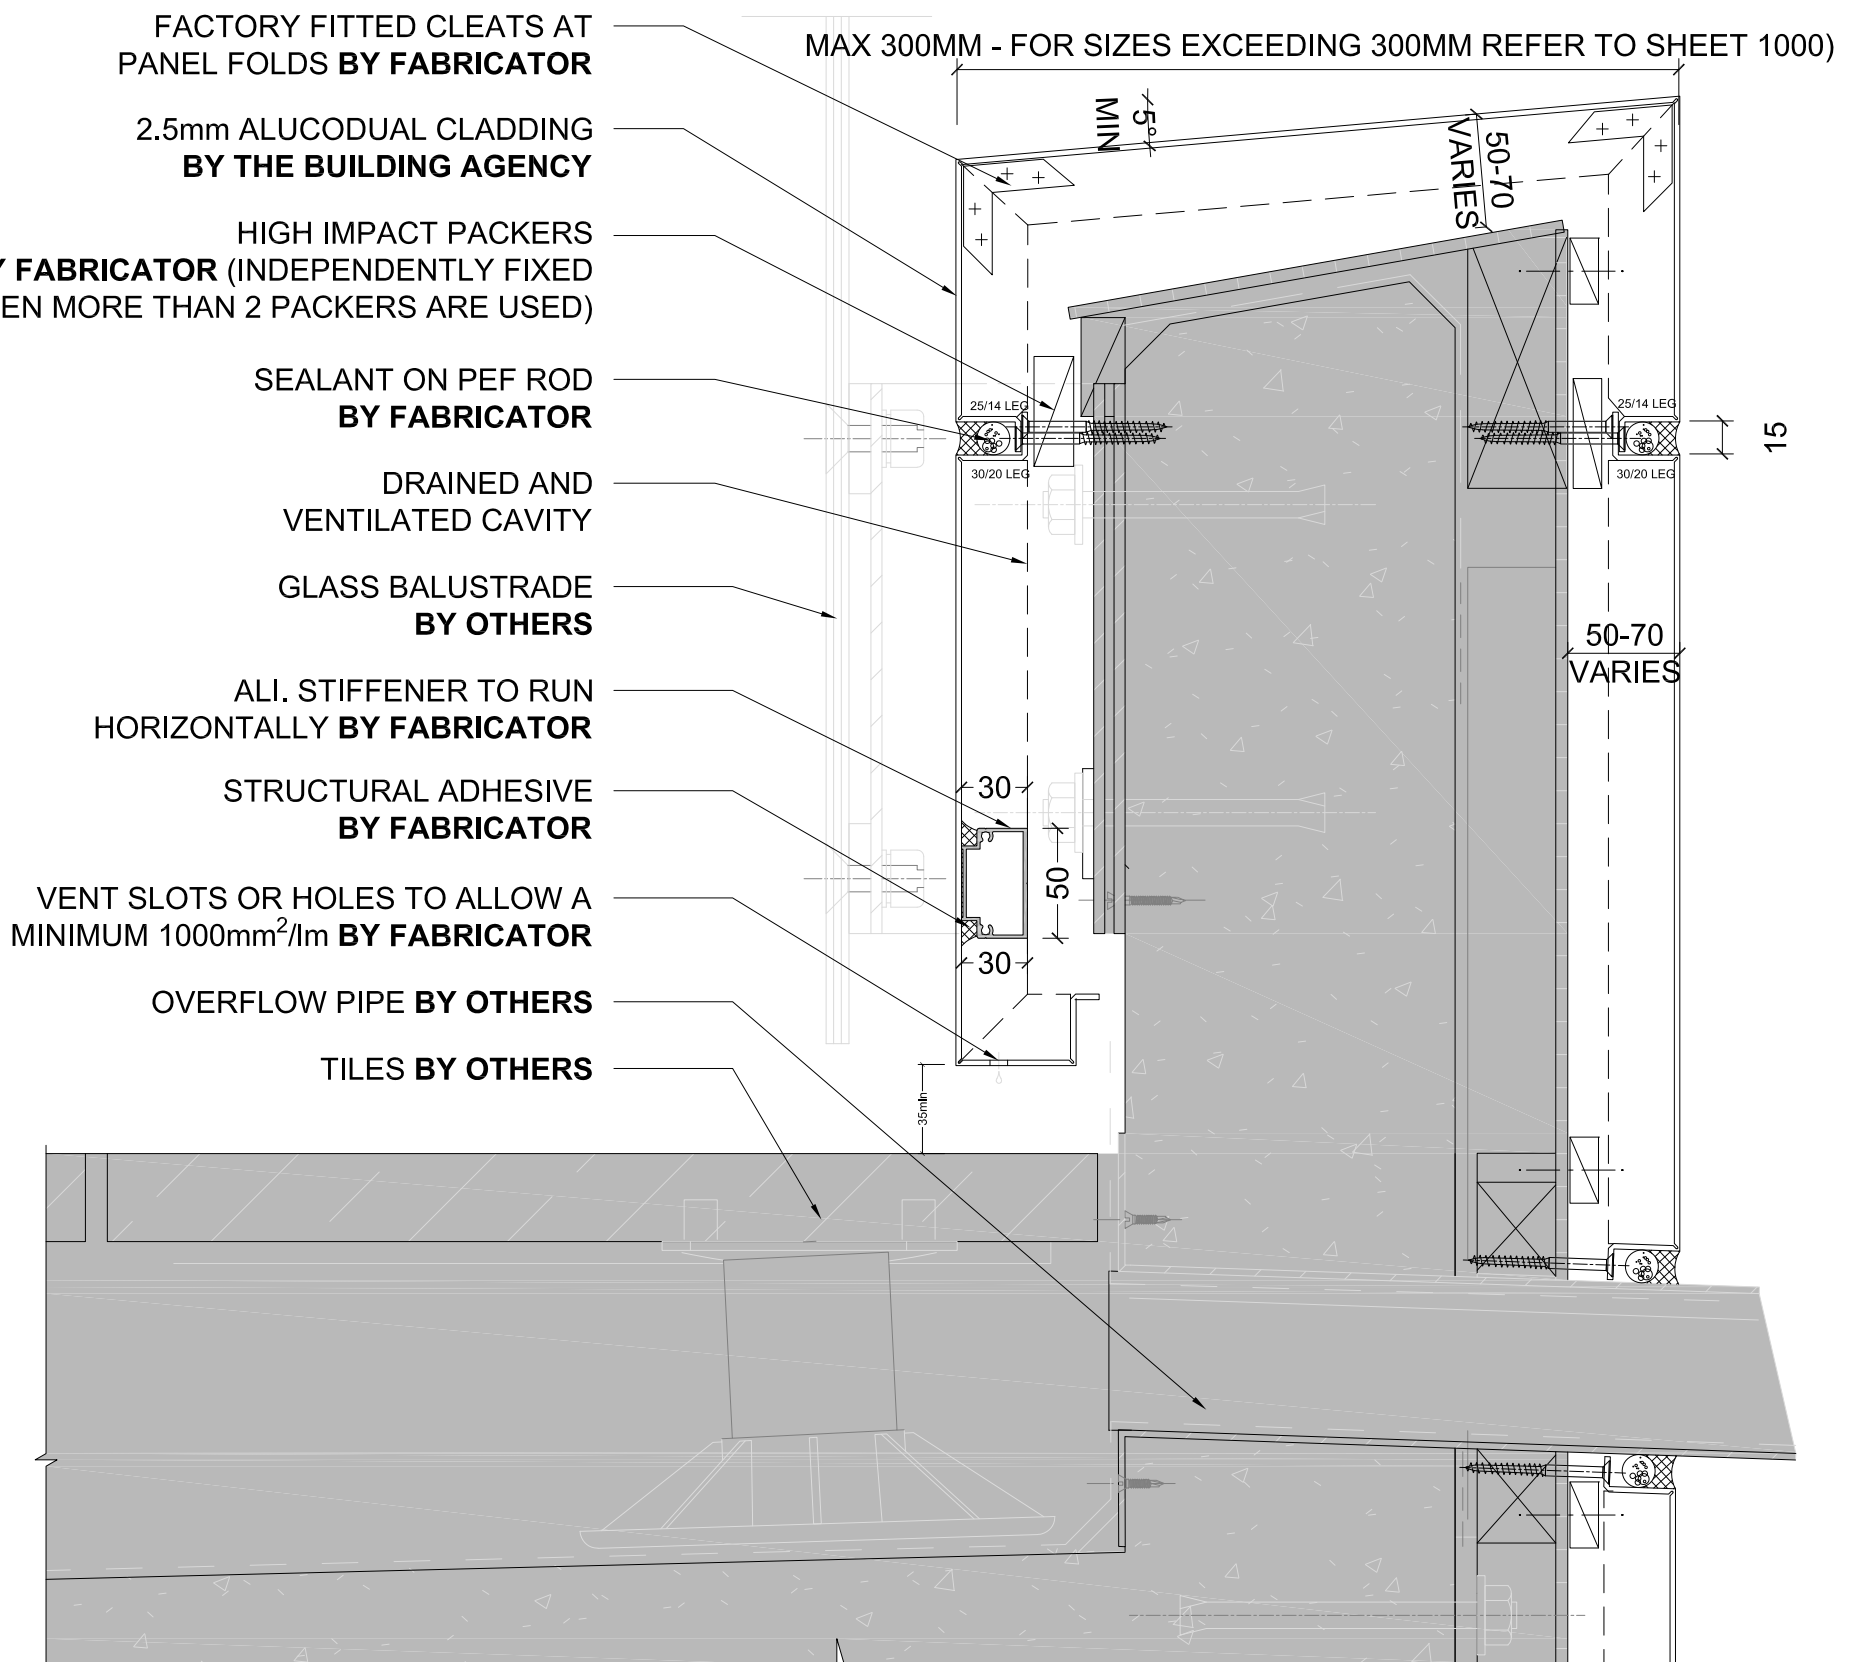 FACTORY FITTED CLEATS AT
PANEL FOLDS BY FABRICATOR
MAX 300MM - FOR SIZES EXCEEDING 300MM REFER TO SHEET 1000)
2.5mm ALUCODUAL CLADDING
BY THE BUILDING AGENCY
HIGH IMPACT PACKERS
Y FABRICATOR (INDEPENDENTLY FIXED
EN MORE THAN 2 PACKERS ARE USED)
SEALANT ON PEF ROD
BY FABRICATOR
DRAINED AND
VENTILATED CAVITY
GLASS BALUSTRADE
BY OTHERS
ALI. STIFFENER TO RUN
HORIZONTALLY BY FABRICATOR
STRUCTURAL ADHESIVE
BY FABRICATOR
VENT SLOTS OR HOLES TO ALLOW A
MINIMUM 1000mm²/lm BY FABRICATOR
OVERFLOW PIPE BY OTHERS
TILES BY OTHERS
5°
MIN
50-70
VARIES
25/14 LEG
30/20 LEG
25/14 LEG
30/20 LEG
15
50-70
VARIES
30
50
30
35min